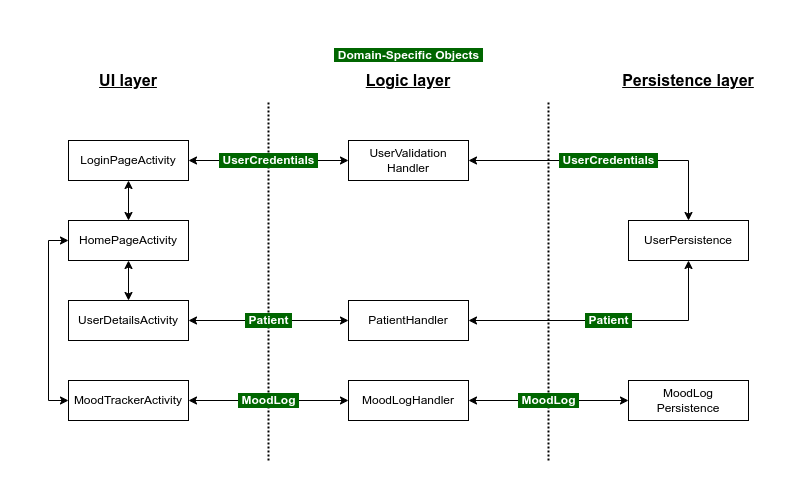 Domain-Specific Objects
UI layer
Logic layer
Persistence layer
LoginPageActivity
UserCredentials
UserValidation
Handler
UserCredentials
HomePageActivity
UserPersistence
UserDetailsActivity
Patient
PatientHandler
Patient
MoodTrackerActivity
MoodLog
MoodLogHandler
MoodLog
MoodLog
Persistence